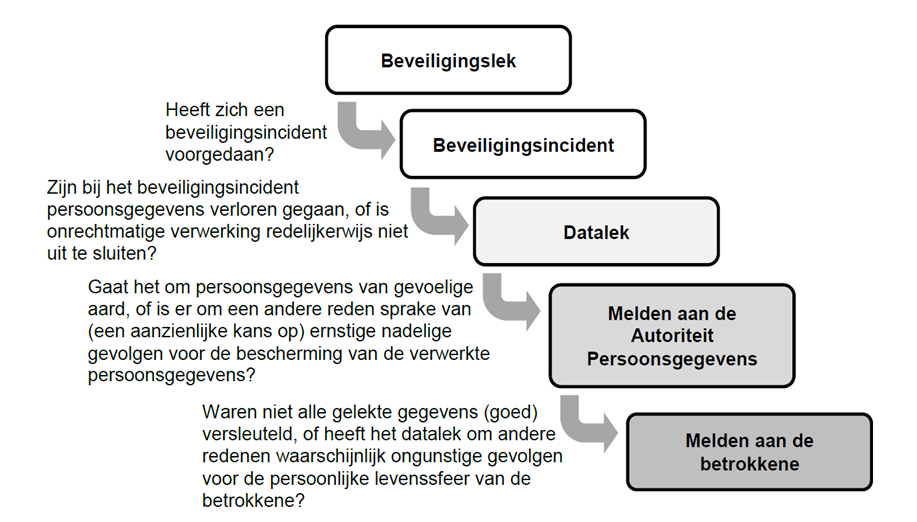 Beveiligingslek
Heeft zich een
beveiligingsincident
voorgedaan?
Beveiligingsincident
Zijn bij het beveiligingsincident
persoonsgegevens verloren gegaan, of is
onrechtmatige verwerking redelijkerwijs niet
uit te sluiten?
Datalek
Gaat het om persoonsgegevens van gevoelige
aard, of is er om een andere reden sprake van
(een aanzienlijke kans op) ernstige nadelige
gevolgen voor de bescherming van de verwerkte
persoonsgegevens?
Melden aan de
Autoriteit
Persoonsgegevens
Waren niet alle gelekte gegevens (goed)
versleuteld, of heeft het datalek om andere
redenen waarschijnlijk ongunstige gevolgen
voor de persoonlijke levenssfeer van de
betrokkene?
Melden aan de
betrokkene